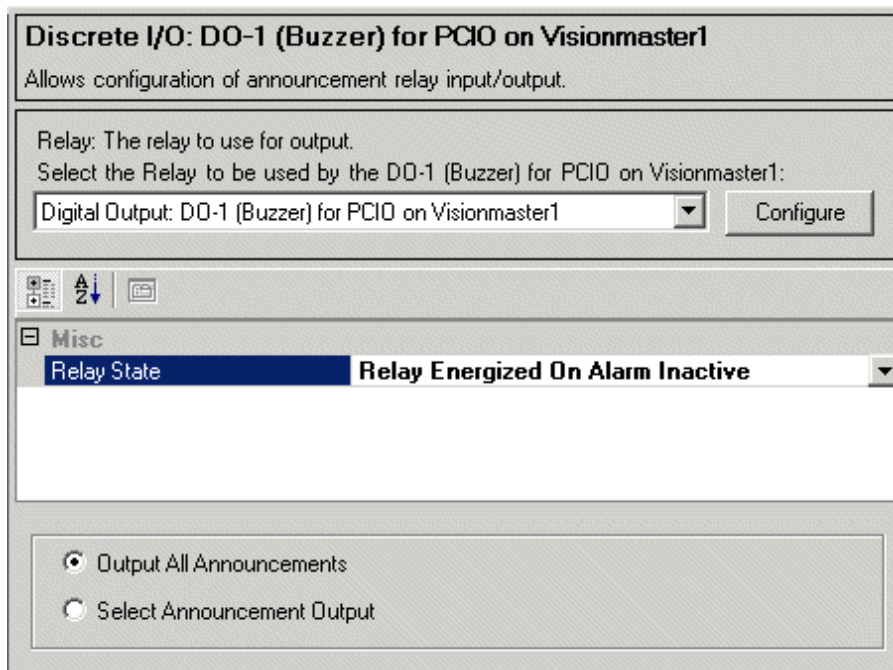 Discrete I/O: DO-1 (Buzzer) for PCIO on Visionmaster1
Allows configuration of announcement relay input/output.
Relay: The relay to use for output.
Select the Relay to be used by the DO-1 (Buzzer) for PCIO on Visionmaster1:
Digital Output: DO-1 (Buzzer) for PCIO on Visionmaster1
Configure
A
Z
Misc
Relay State Relay Energized On Alarm Inactive
Output All Announcements
Select Announcement Output